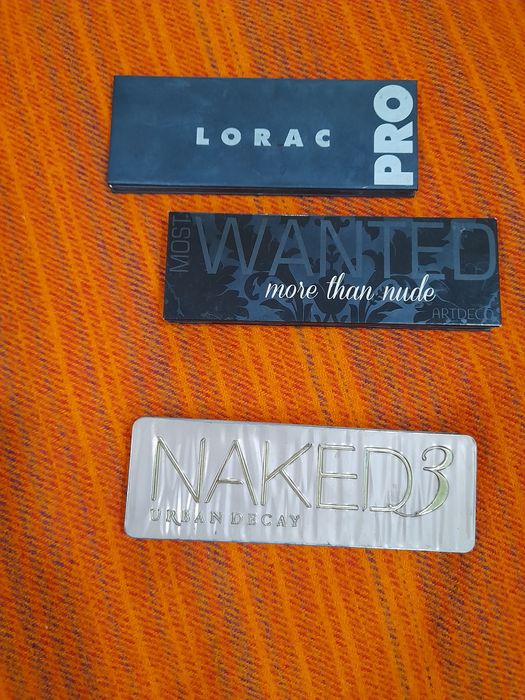 LORAC
PRO
MOST
WANTED
more than nude
ARTDECO
NAKED3
URBAN DECAY